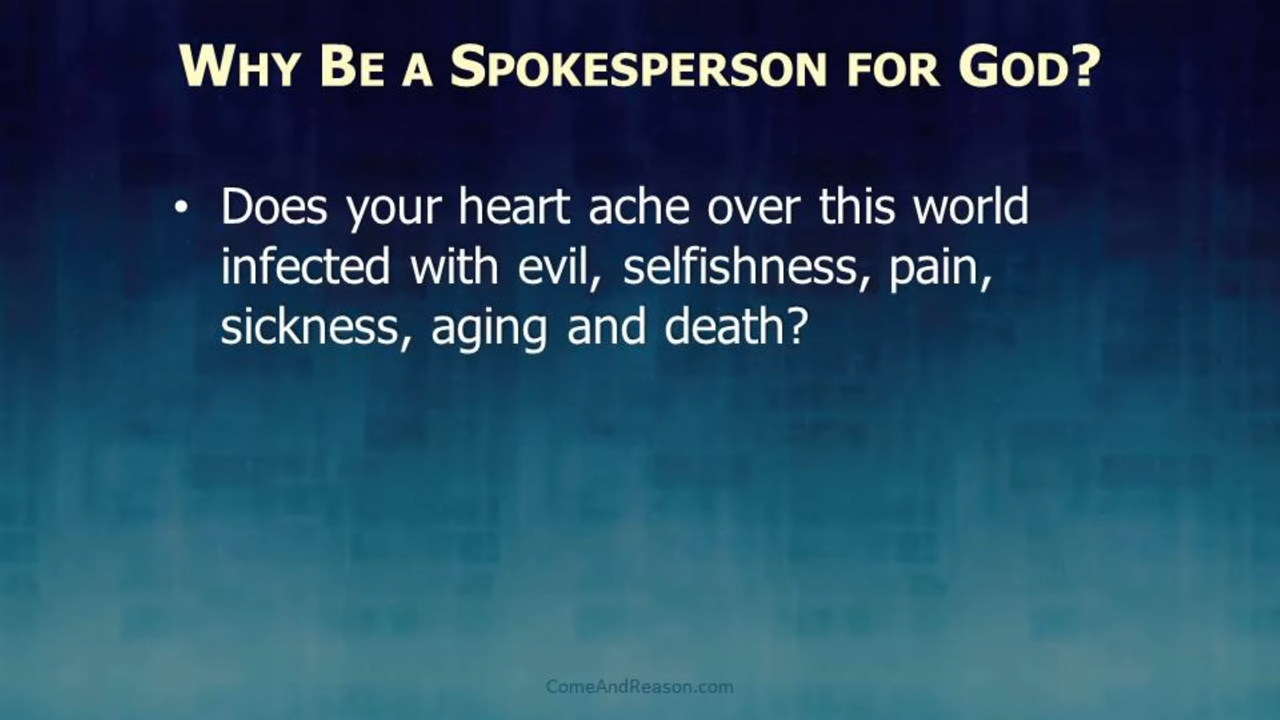 WHY BE A SPOKESPERSON FOR GOD?
• Does your heart ache over this world
infected with evil, selfishness, pain,
sickness, aging and death?
ComeAndReason.com